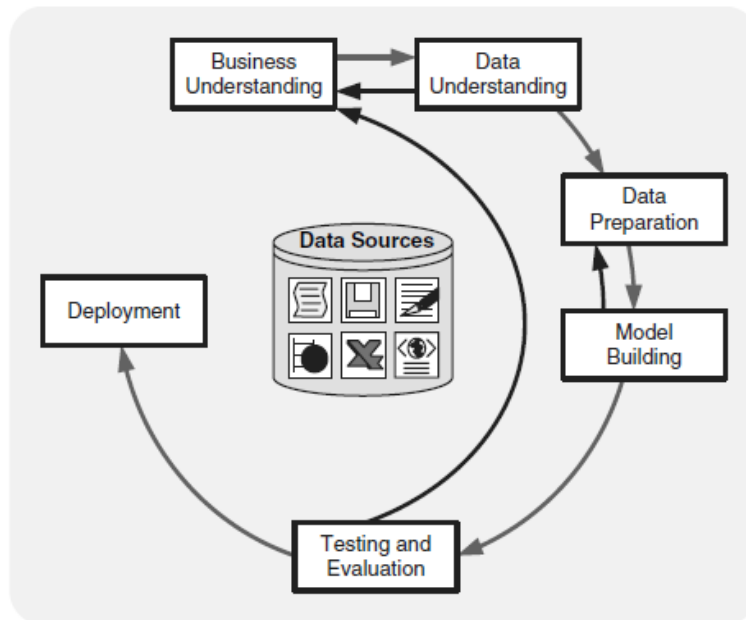 Business
Understanding
Data
Understanding
Data
Preparation
Data Sources
Deployment
Model
Building
Testing and
Evaluation